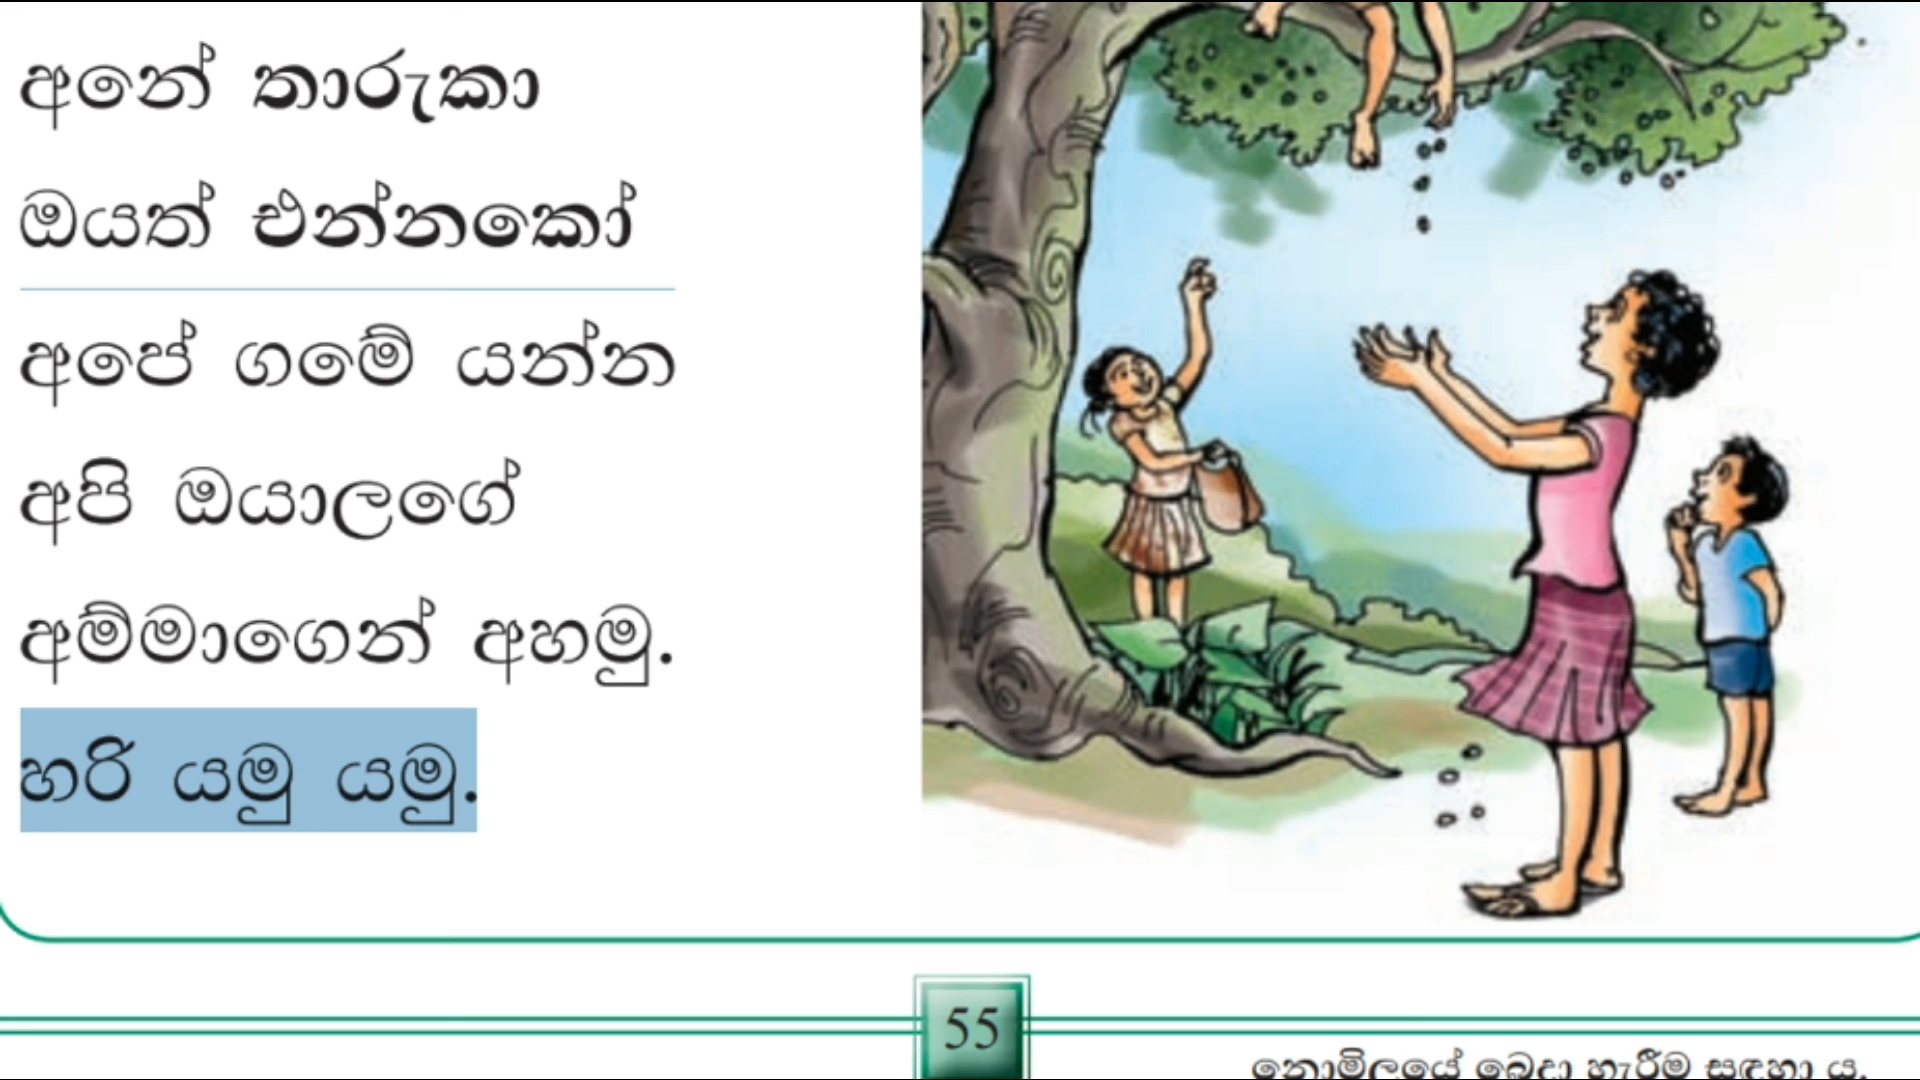 අනේ තාරුකා
ඔයත් එන්නකෝ
අපේ ගමේ යන්න
අපි ඔයාලගේ
අම්මාගෙන් අහමු.
හරි යමු යමු.
55
නොමිලයේ බෙදා හැරීම සඳහා ය.